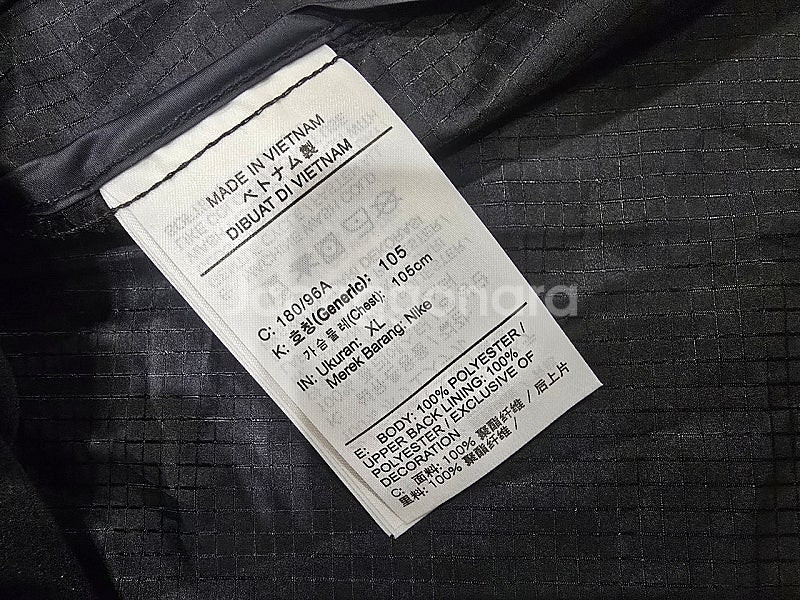 MADE IN VIETNAM
ベトナム製
DIBUAT DI VIETNAM
C: 180/96A
K: 호칭(Generic): 105
가슴둘레(Chest): 105cm
IN: Ukuran: XL
Merek Barang: Nike
E: BODY: 100% POLYESTER /
UPPER BACK LINING: 100%
POLYESTER / EXCLUSIVE OF
DECORATION
C: 面料: 100% 聚酯纤维 / 后上片
里料: 100% 聚酯纤维 /